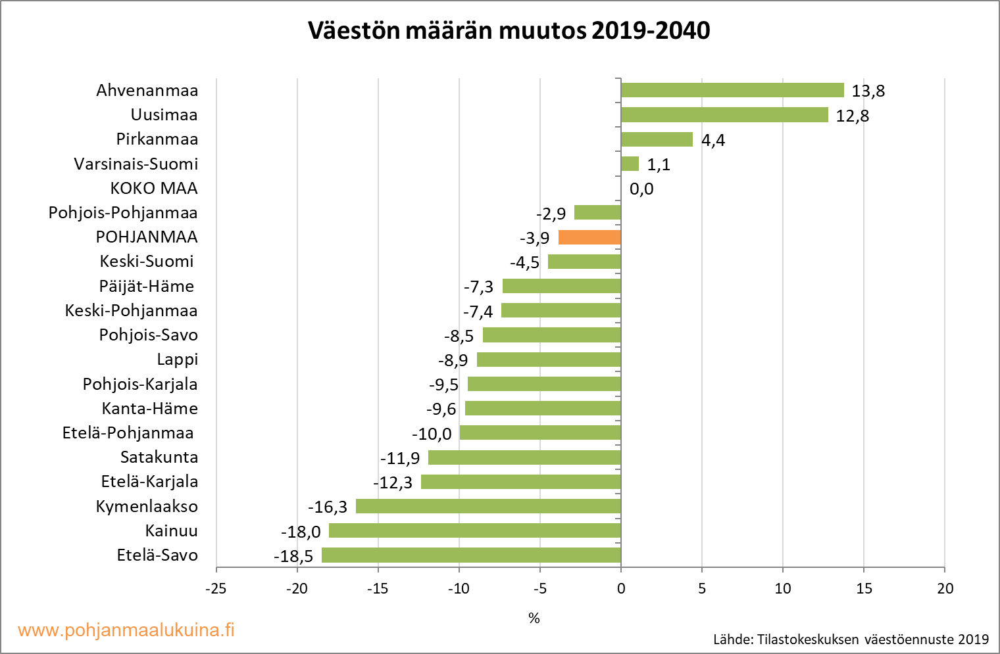 Väestön määrän muutos 2019-2040
Ahvenanmaa 13,8
Uusimaa 12,8
Pirkanmaa 4,4
Varsinais-Suomi 1,1
KOKO MAA 0,0
Pohjois-Pohjanmaa -2,9
POHJANMAA -3,9
Keski-Suomi -4,5
Päijät-Häme -7,3
Keski-Pohjanmaa -7,4
Pohjois-Savo -8,5
Lappi -8,9
Pohjois-Karjala -9,5
Kanta-Häme -9,6
Etelä-Pohjanmaa -10,0
Satakunta -11,9
Etelä-Karjala -12,3
Kymenlaakso -16,3
Kainuu -18,0
Etelä-Savo -18,5
-25 -20 -15 -10 -5 0 5 10 15 20
%
www.pohjanmaalukuina.fi
Lähde: Tilastokeskuksen väestöennuste 2019